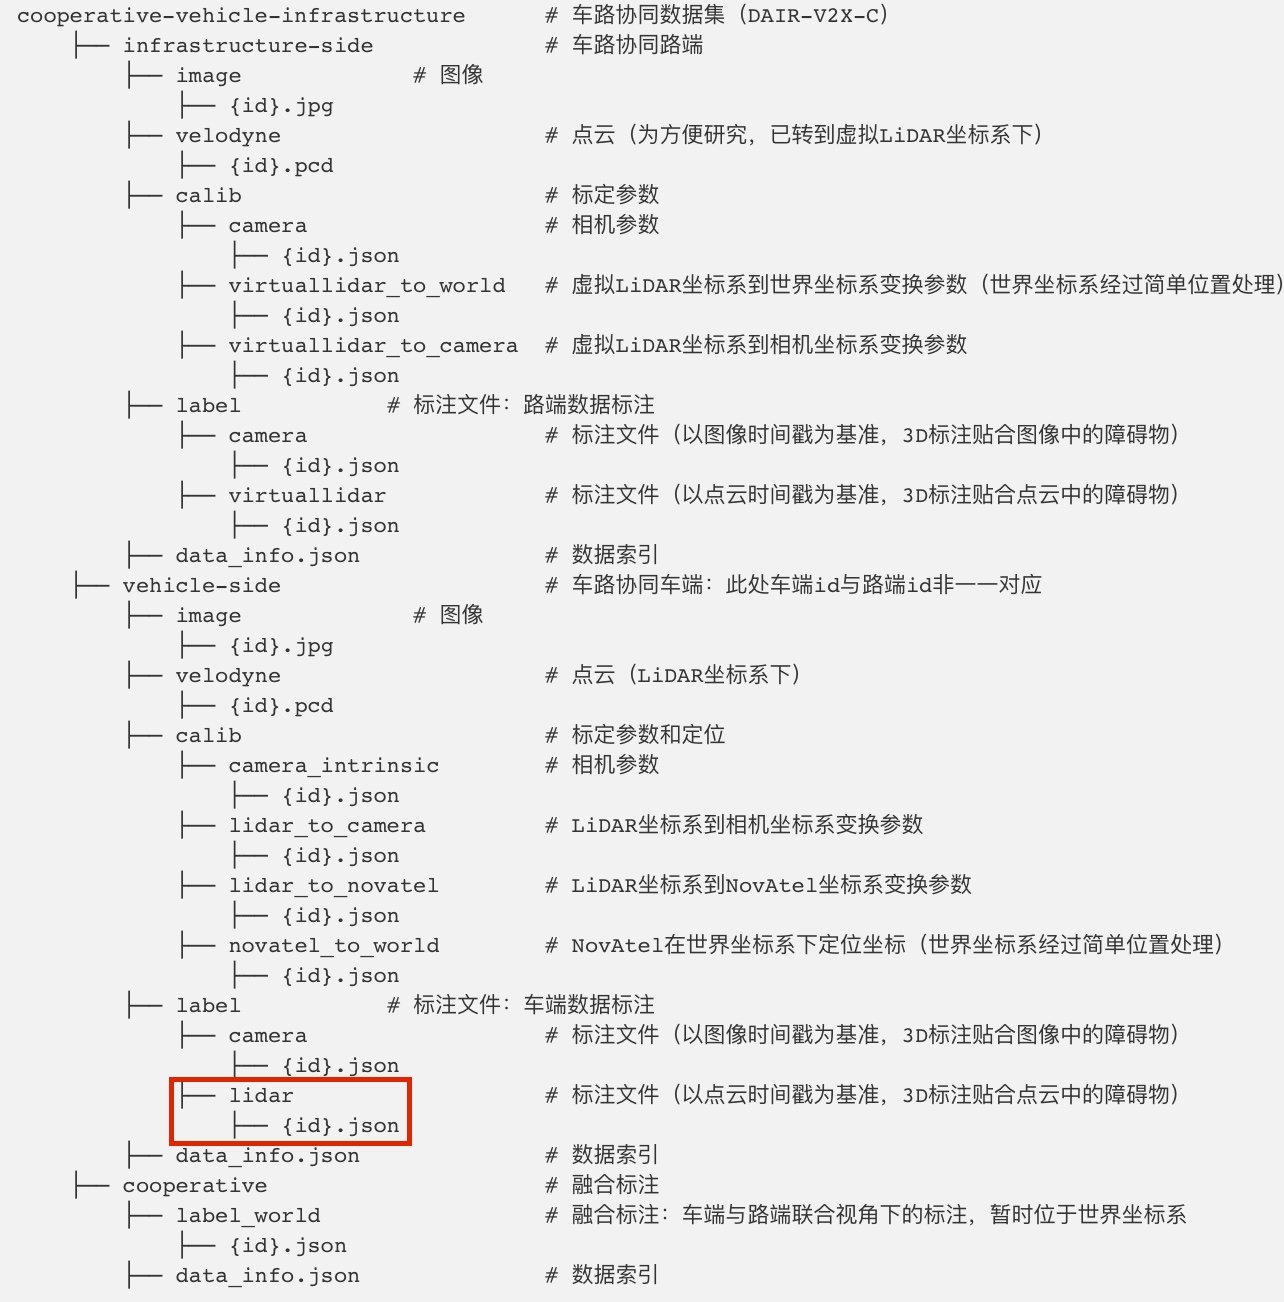 cooperative-vehicle-infrastructure # 车路协同数据集（DAIR-V2X-C）
├── infrastructure-side # 车路协同路端
├── image # 图像
├── {id}.jpg
├── velodyne # 点云（为方便研究，已转到虚拟LiDAR坐标系下）
├── {id}.pcd
├── calib # 标定参数
├── camera # 相机参数
├── {id}.json
├── virtuallidar_to_world # 虚拟LiDAR坐标系到世界坐标系变换参数（世界坐标系经过简单位置处理）
├── {id}.json
├── virtuallidar_to_camera # 虚拟LiDAR坐标系到相机坐标系变换参数
├── {id}.json
├── label # 标注文件：路端数据标注
├── camera # 标注文件（以图像时间戳为基准，3D标注贴合图像中的障碍物）
├── {id}.json
├── virtuallidar # 标注文件（以点云时间戳为基准，3D标注贴合点云中的障碍物）
├── {id}.json
├── data_info.json # 数据索引
├── vehicle-side # 车路协同车端：此处车端id与路端id非一一对应
├── image # 图像
├── {id}.jpg
├── velodyne # 点云（LiDAR坐标系下）
├── {id}.pcd
├── calib # 标定参数和定位
├── camera_intrinsic # 相机参数
├── {id}.json
├── lidar_to_camera # LiDAR坐标系到相机坐标系变换参数
├── {id}.json
├── lidar_to_novatel # LiDAR坐标系到NovAtel坐标系变换参数
├── {id}.json
├── novatel_to_world # NovAtel在世界坐标系下定位坐标（世界坐标系经过简单位置处理）
├── {id}.json
├── label # 标注文件：车端数据标注
├── camera # 标注文件（以图像时间戳为基准，3D标注贴合图像中的障碍物）
├── {id}.json
├── lidar # 标注文件（以点云时间戳为基准，3D标注贴合点云中的障碍物）
├── {id}.json
├── data_info.json # 数据索引
├── cooperative # 融合标注
├── label_world # 融合标注：车端与路端联合视角下的标注，暂时位于世界坐标系
├── {id}.json
├── data_info.json # 数据索引